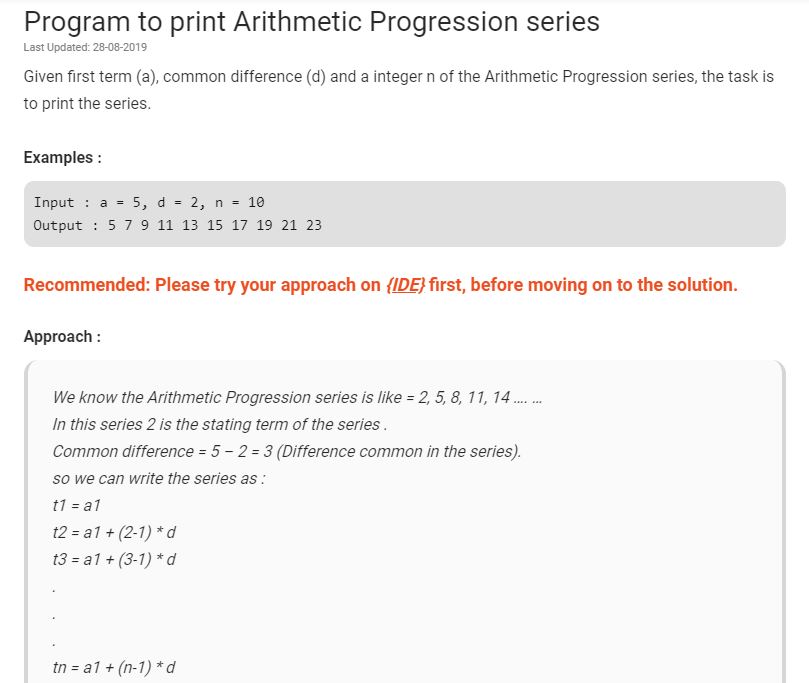 Program to print Arithmetic Progression series
Last Updated: 28-08-2019
Given first term (a), common difference (d) and a integer n of the Arithmetic Progression series, the task is
to print the series.
Examples :
Input : a = 5, d = 2, n = 10
Output : 5 7 9 11 13 15 17 19 21 23
Recommended: Please try your approach on {IDE} first, before moving on to the solution.
Approach :
We know the Arithmetic Progression series is like = 2, 5, 8, 11, 14 …. …
In this series 2 is the stating term of the series .
Common difference = 5 – 2 = 3 (Difference common in the series).
so we can write the series as :
t1 = a1
t2 = a1 + (2-1) * d
t3 = a1 + (3-1) * d
.
.
.
tn = a1 + (n-1) * d